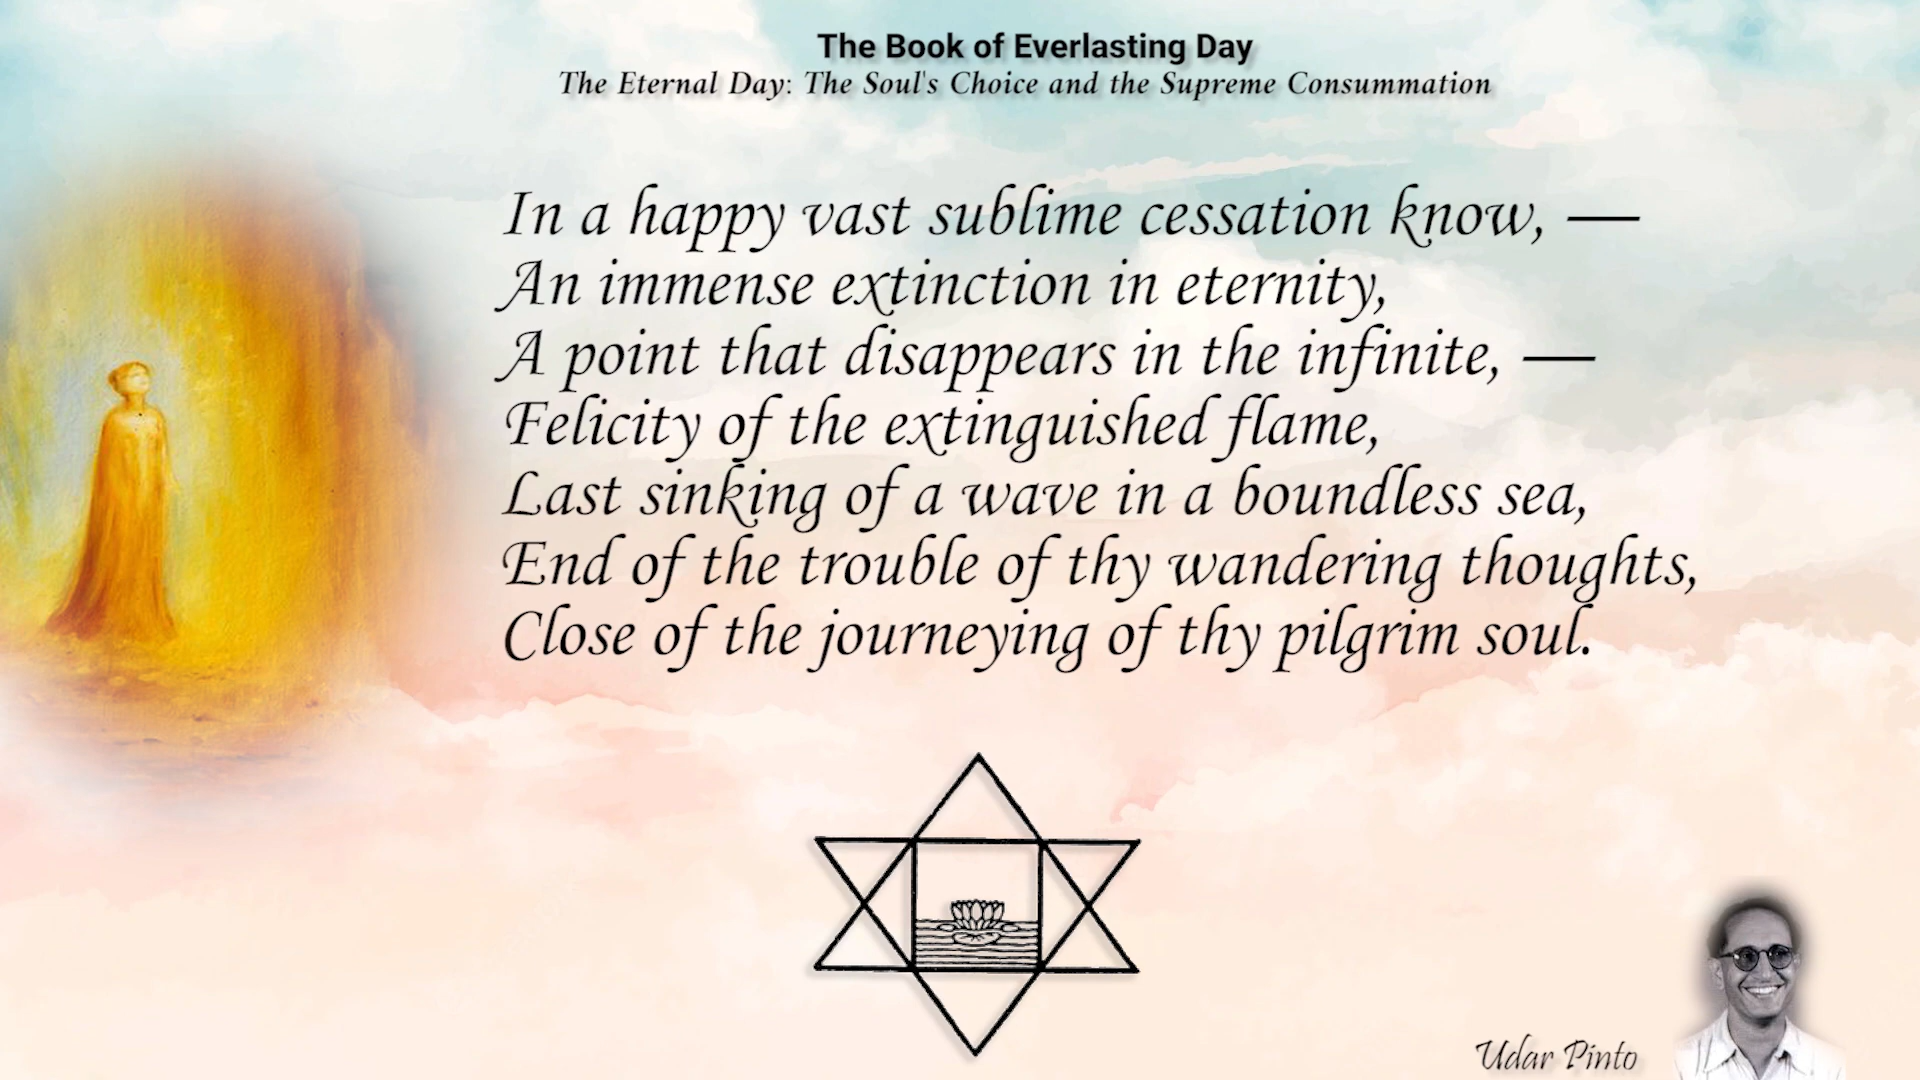 The Book of Everlasting Day
The Eternal Day: The Soul's Choice and the Supreme Consummation
In a happy vast sublime cessation know, —
An immense extinction in eternity,
A point that disappears in the infinite, —
Felicity of the extinguished flame,
Last sinking of a wave in a boundless sea,
End of the trouble of thy wandering thoughts,
Close of the journeying of thy pilgrim soul.
Udar Pinto